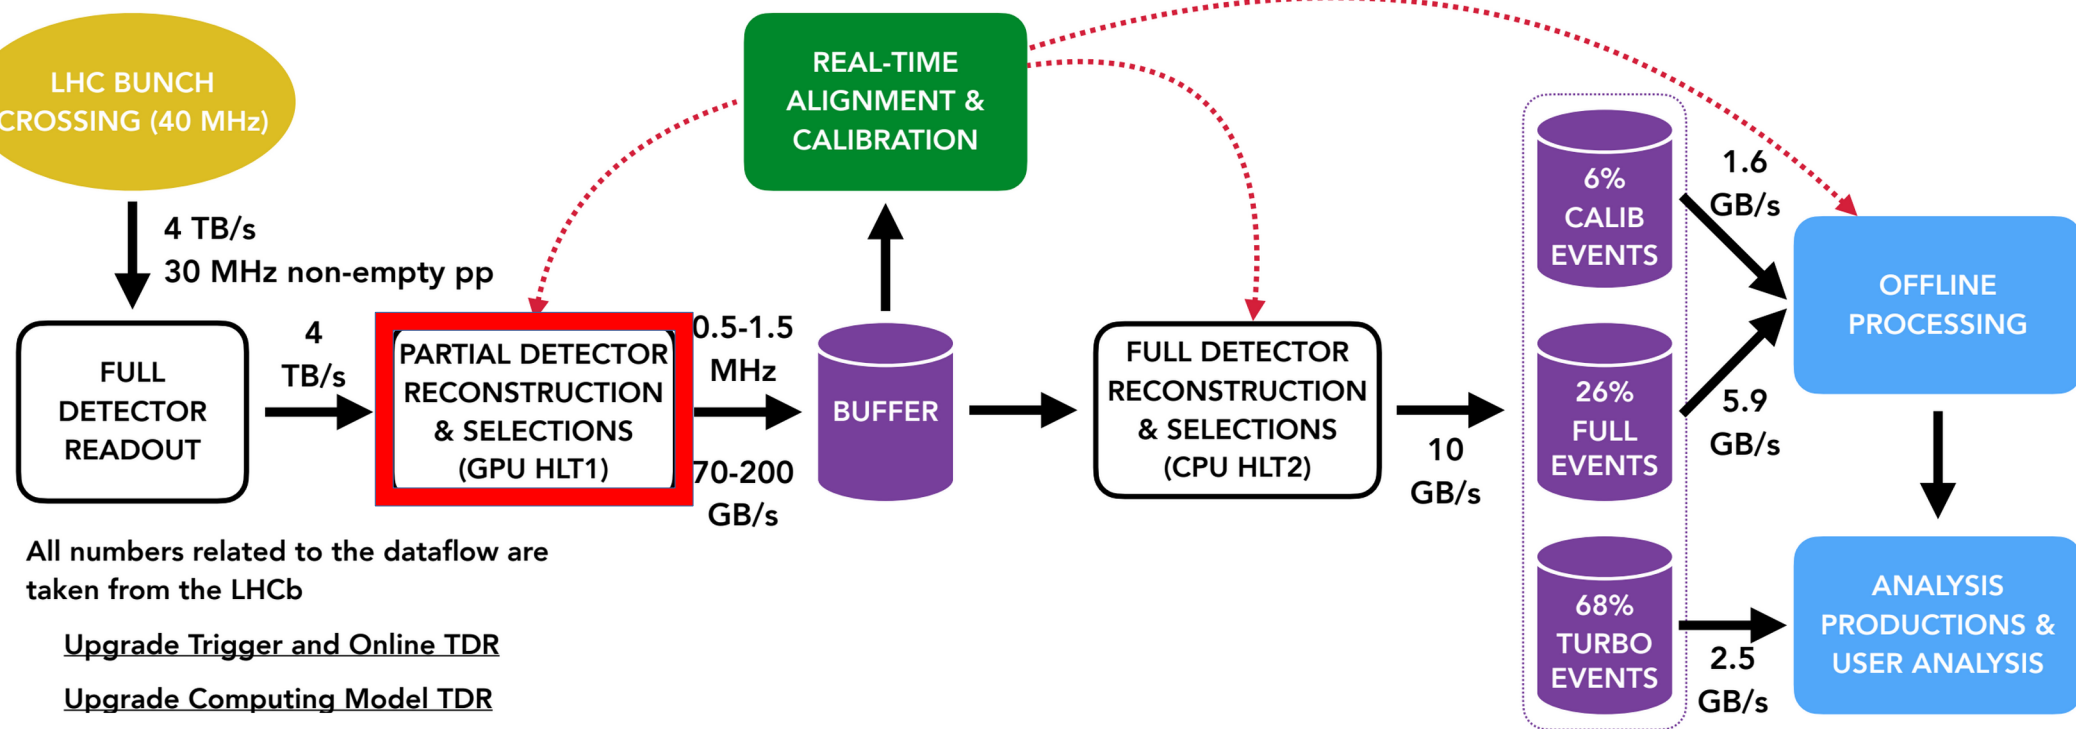 LHC BUNCH
CROSSING (40 MHz)
4 TB/s
30 MHz non-empty pp
FULL
DETECTOR
READOUT
4
TB/s
PARTIAL DETECTOR
RECONSTRUCTION
& SELECTIONS
(GPU HLT1)
0.5-1.5
MHz
70-200
GB/s
REAL-TIME
ALIGNMENT &
CALIBRATION
BUFFER
FULL DETECTOR
RECONSTRUCTION
& SELECTIONS
(CPU HLT2)
10
GB/s
6%
CALIB
EVENTS
1.6
GB/s
26%
FULL
EVENTS
5.9
GB/s
68%
TURBO
EVENTS
2.5
GB/s
OFFLINE
PROCESSING
ANALYSIS
PRODUCTIONS &
USER ANALYSIS
All numbers related to the dataflow are
taken from the LHCb
Upgrade Trigger and Online TDR
Upgrade Computing Model TDR